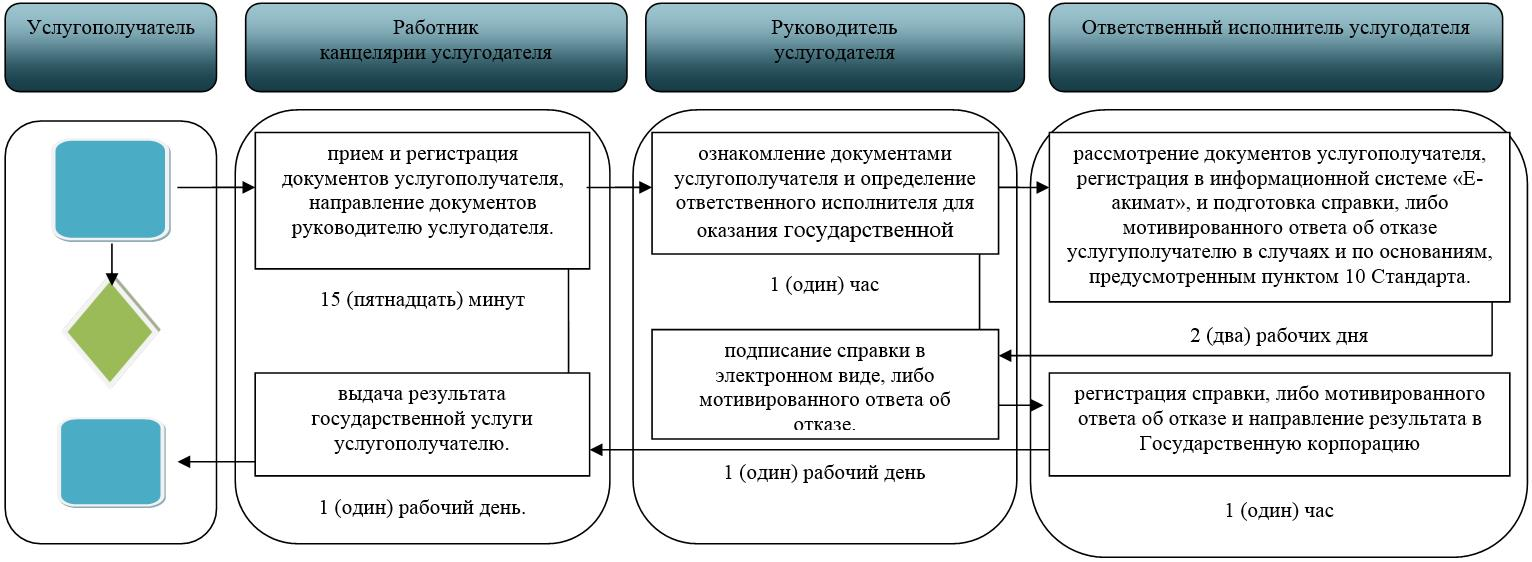 Услугополучатель
Работник
канцелярии услугодателя
Руководитель
услугодателя
Ответственный исполнитель услугодателя
прием и регистрация
документов услугополучателя,
направление документов
руководителю услугодателя.
15 (пятнадцать) минут
ознакомление документами
услугополучателя и определение
ответственного исполнителя для
оказания государственной
1 (один) час
рассмотрение документов услугополучателя,
регистрация в информационной системе «Е-
акимат», и подготовка справки, либо
мотивированного ответа об отказе
услугуполучателю в случаях и по основаниям,
предусмотренным пунктом 10 Стандарта.
2 (два) рабочих дня
подписание справки в
электронном виде, либо
мотивированного ответа об
отказе.
1 (один) рабочий день
регистрация справки, либо мотивированного
ответа об отказе и направление результата в
Государственную корпорацию
1 (один) час
выдача результата
государственной услуги
услугополучателю.
1 (один) рабочий день.